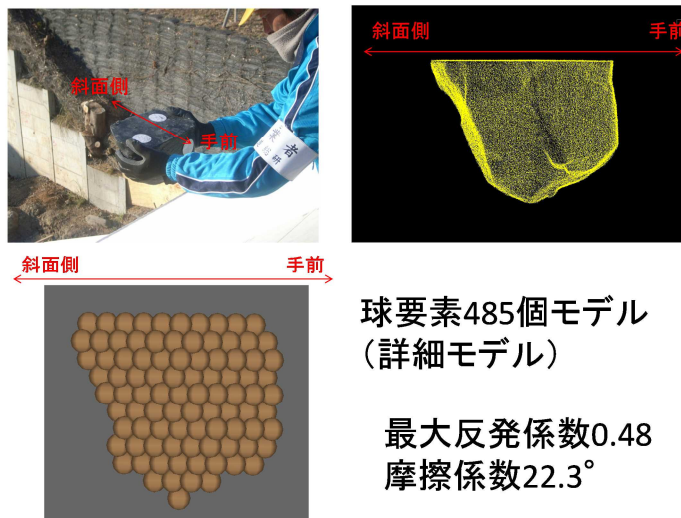 斜面側
手前
者
研
斜面側
手前
斜面側
手前
球要素485個モデル
（詳細モデル）
最大反発係数0.48
摩擦係数22.3°